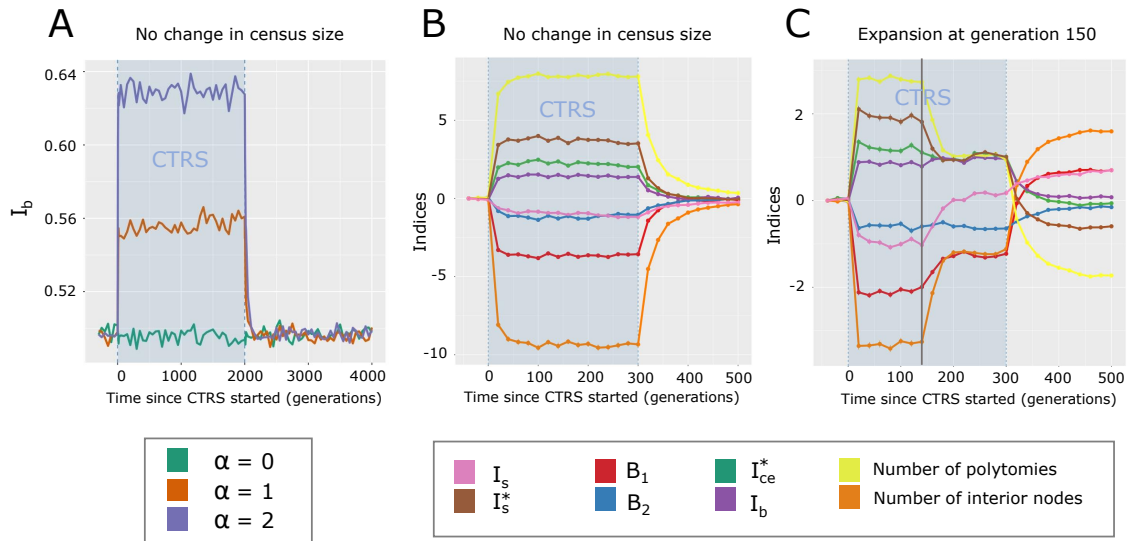 A
No change in census size
I_b
0.64
0.60
0.56
0.52
CTRS
0
1000
2000
3000
4000
Time since CTRS started (generations)
B
No change in census size
Indices
5
0
-5
-10
CTRS
0
100
200
300
400
500
Time since CTRS started (generations)
C
Expansion at generation 150
Indices
2
0
-2
CTRS
0
100
200
300
400
500
Time since CTRS started (generations)
α = 0
α = 1
α = 2
I_s
I_s^*
B_1
B_2
I_ce^*
I_b
Number of polytomies
Number of interior nodes